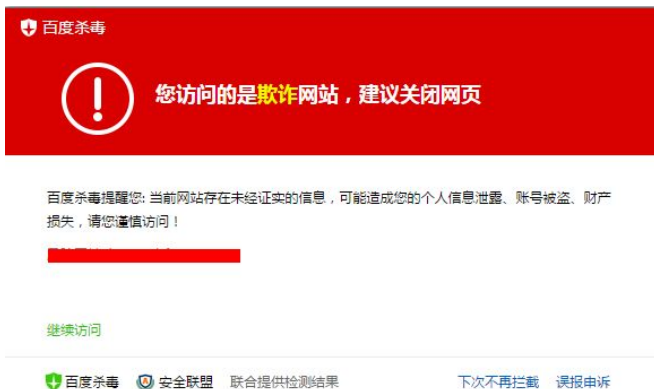 百度杀毒
您访问的是欺诈网站，建议关闭网页
百度杀毒提醒您: 当前网站存在未经证实的信息，可能造成您的个人信息泄露、账号被盗、财产
损失，请您谨慎访问！
继续访问
百度杀毒 安全联盟 联合提供检测结果 下次不再拦截 误报申诉